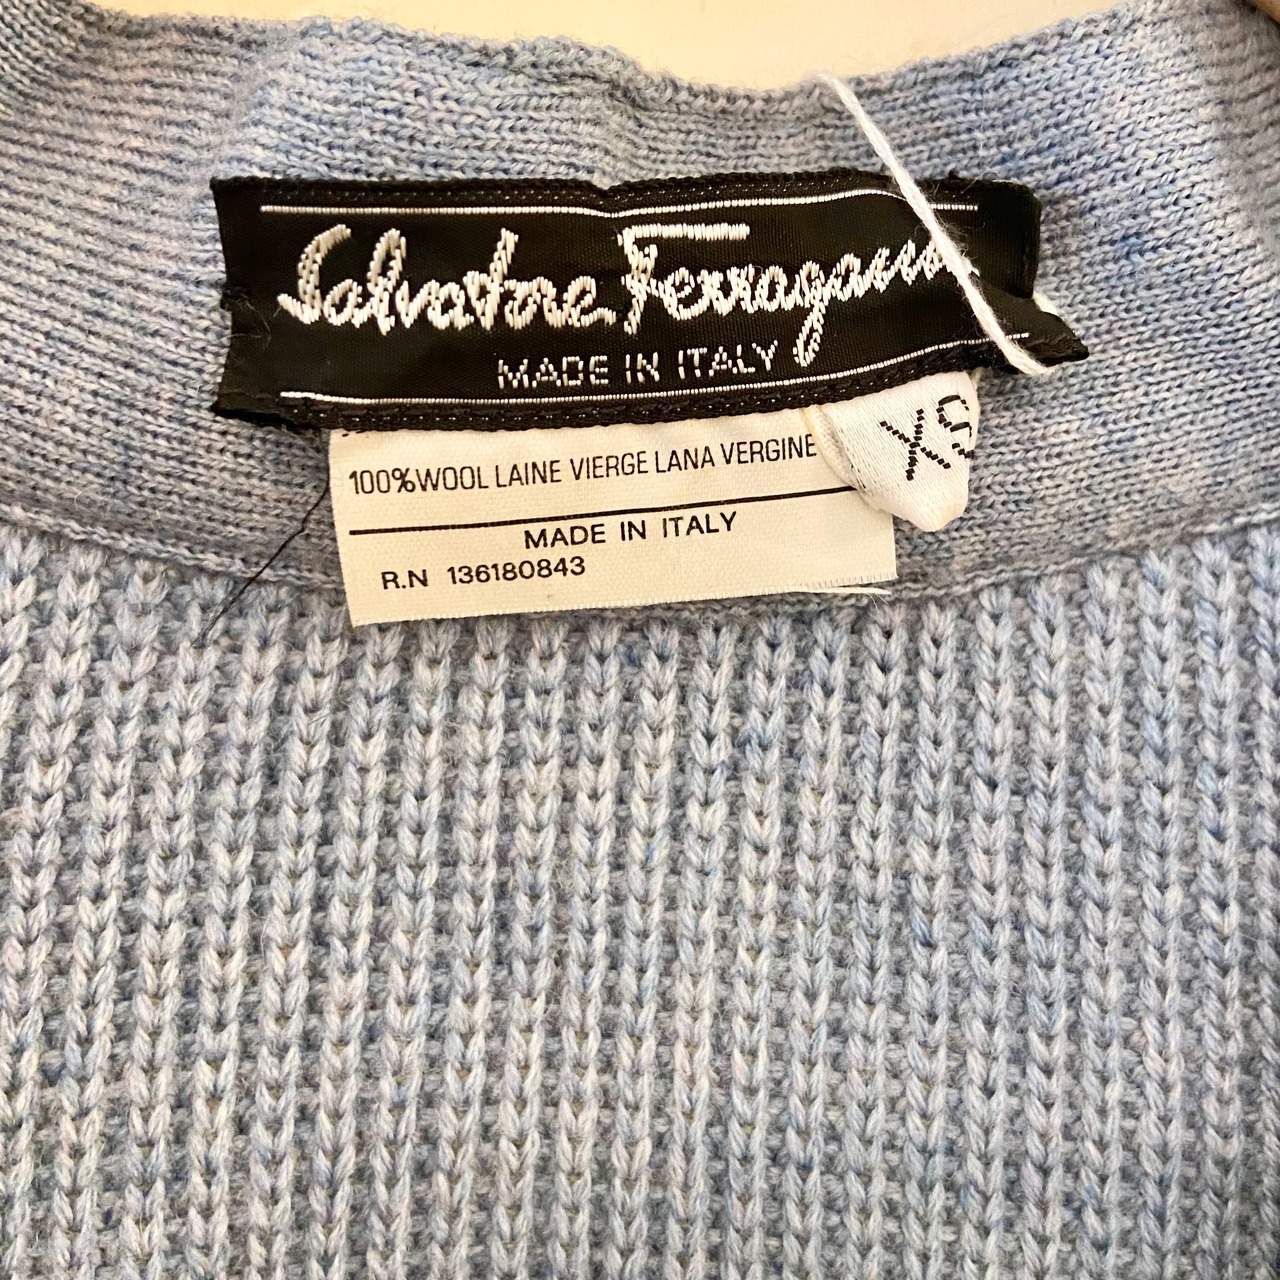 Salvatore Ferragamo
MADE IN ITALY
XS
100% WOOL LAINE VIERGE LANA VERGINE
MADE IN ITALY
R.N 136180843